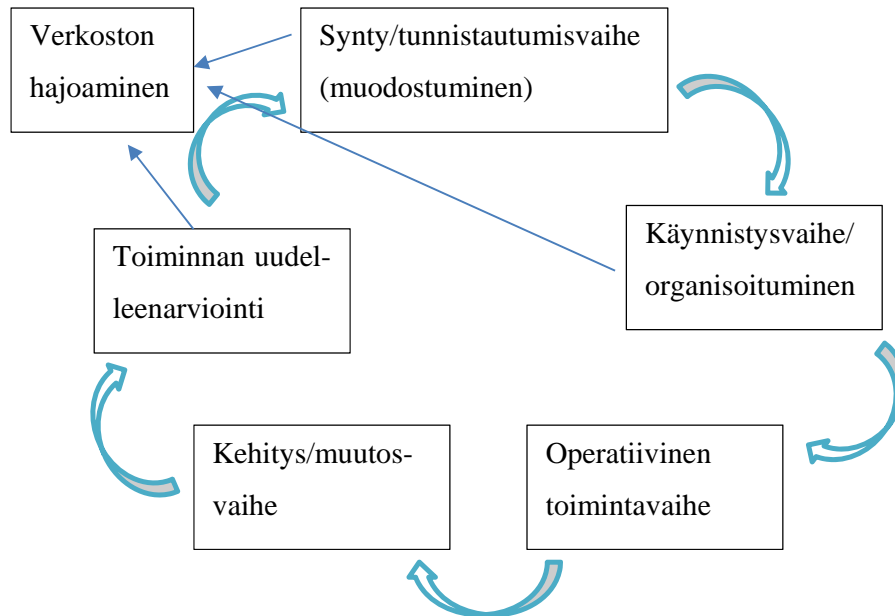 Verkoston
hajoaminen
Synty/tunnistautumisvaihe
(muodostuminen)
Käynnistysvaihe/
organisoituminen
Operatiivinen
toimintavaihe
Kehitys/muutos-
vaihe
Toiminnan uudel-
leenarviointi